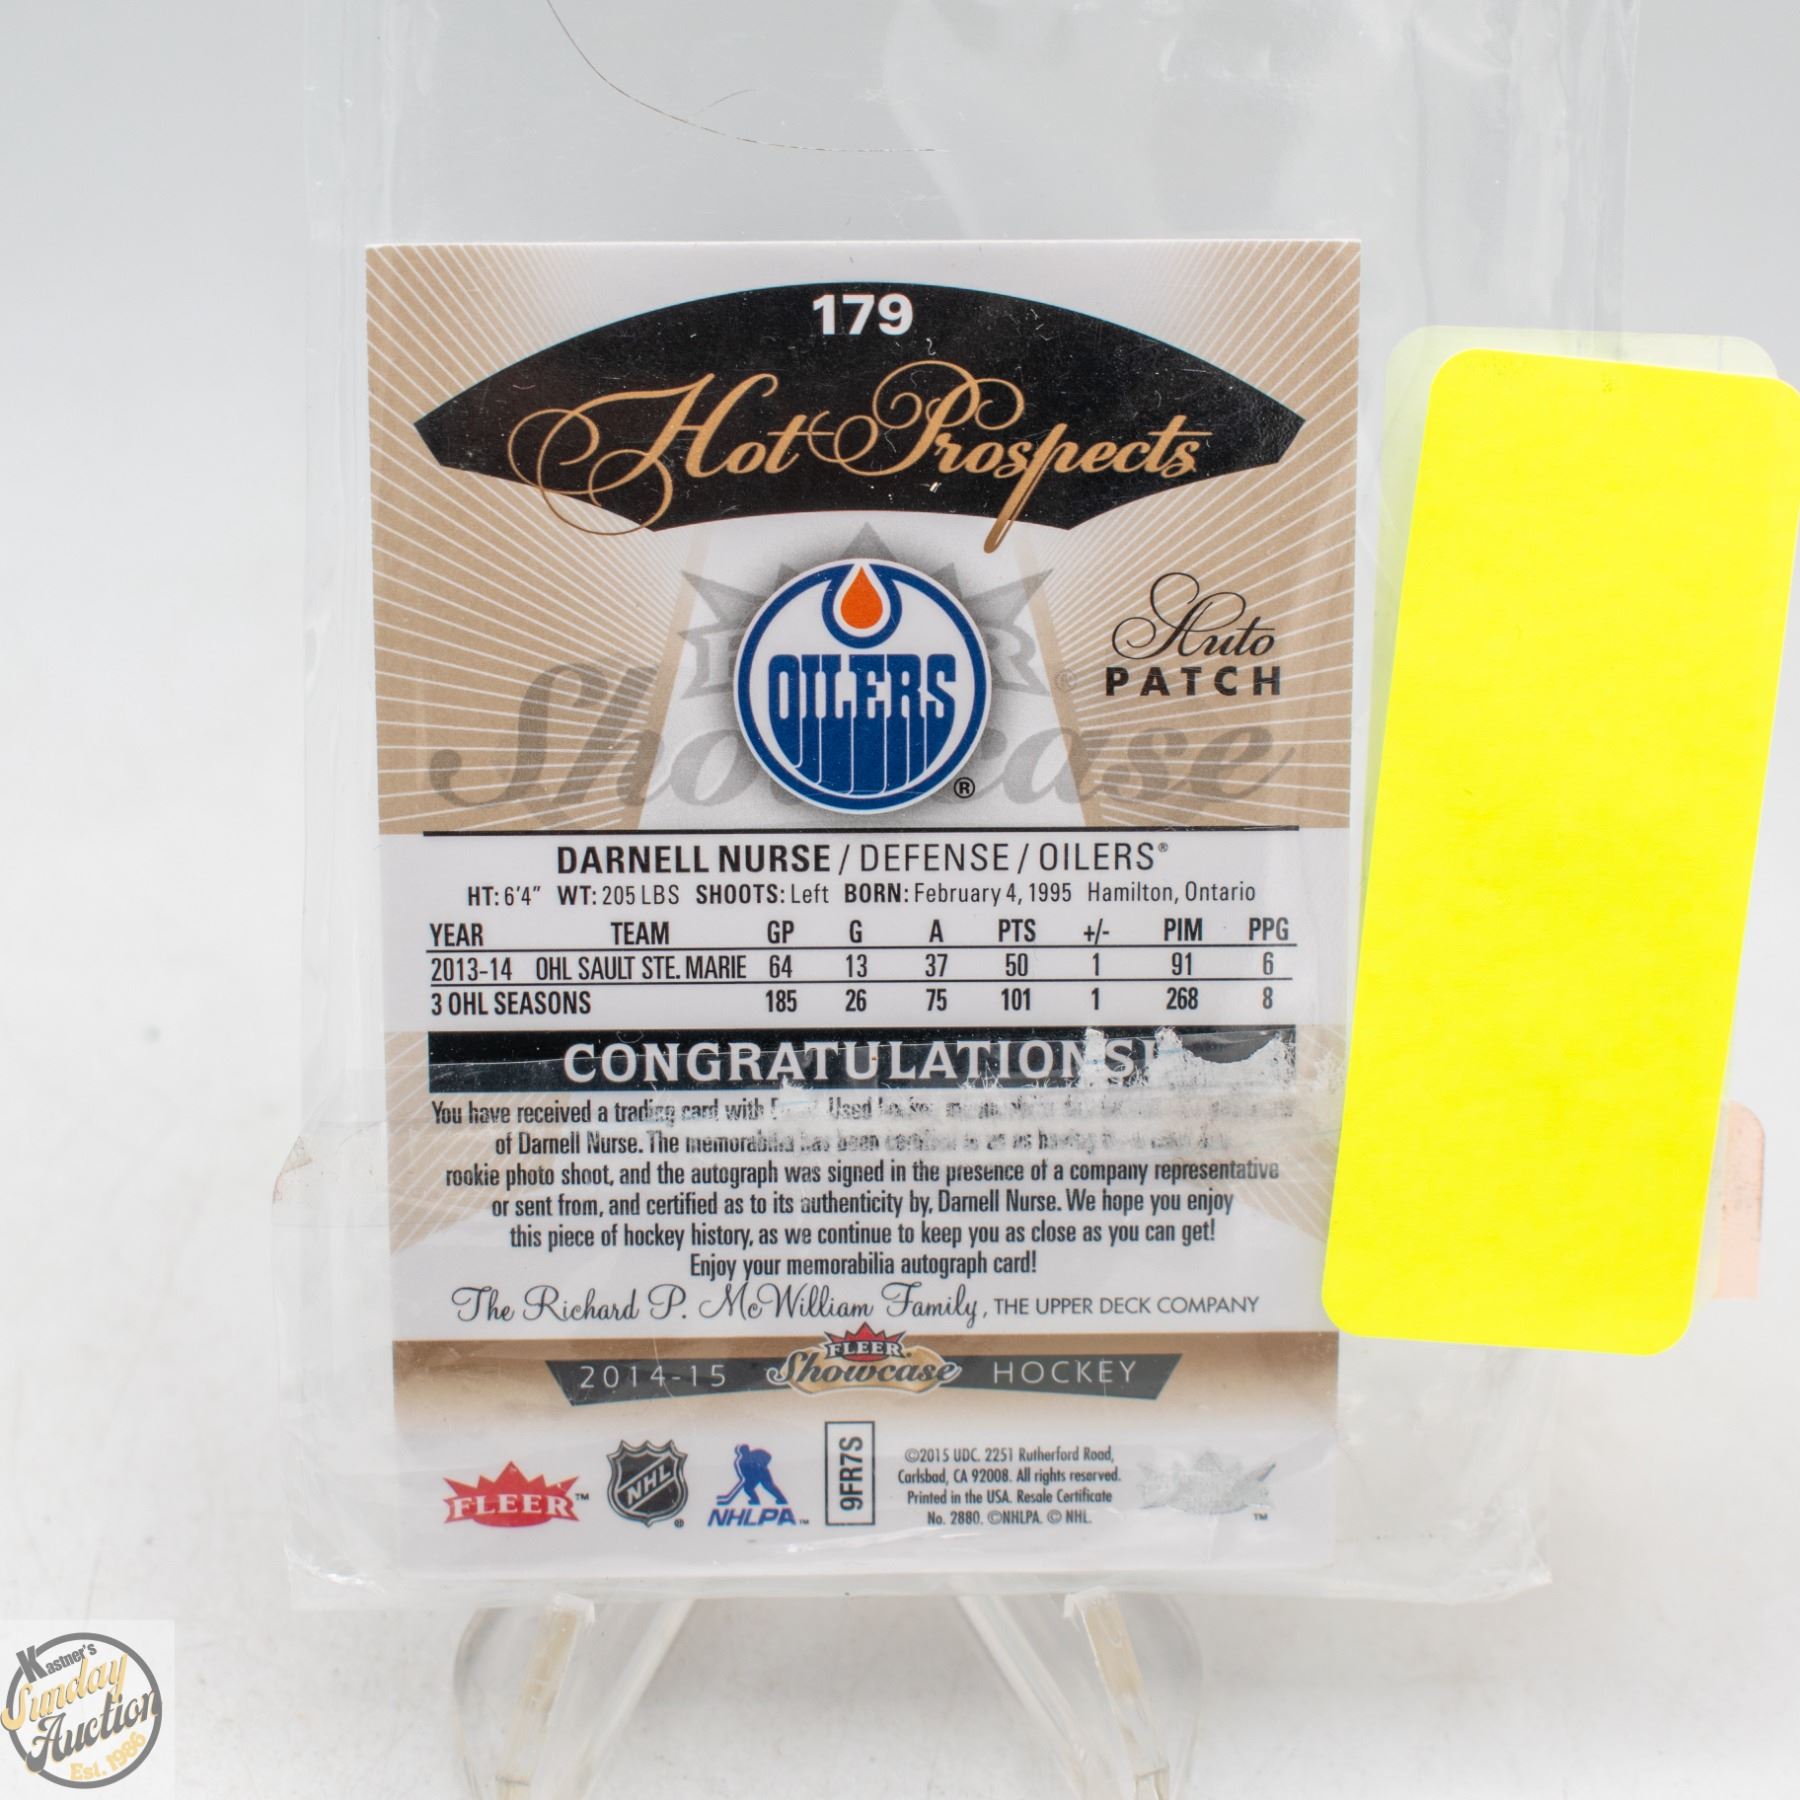 179
Hot Prospects
Auto
PATCH
OILERS
®
Showcase
DARNELL NURSE / DEFENSE / OILERS®
HT: 6'4" WT: 205 LBS SHOOTS: Left BORN: February 4, 1995 Hamilton, Ontario
YEAR TEAM GP G A PTS +/- PIM PPG
2013-14 OHL SAULT STE. MARIE 64 13 37 50 1 91 6
3 OHL SEASONS 185 26 75 101 1 268 8
CONGRATULATIONS!
You have received a trading card with Used
of Darnell Nurse. The memorabilia has been certified
rookie photo shoot, and the autograph was signed in the presence of a company representative
or sent from, and certified as to its authenticity by, Darnell Nurse. We hope you enjoy
this piece of hockey history, as we continue to keep you as close as you can get!
Enjoy your memorabilia autograph card!
The Richard P. McWilliam Family, THE UPPER DECK COMPANY
2014-15 FLEER Showcase HOCKEY
FLEER™
NHL®
NHLPA™
9FR7S
©2015 UDC. 2251 Rutherford Road,
Carlsbad, CA 92008. All rights reserved.
Printed in the USA. Resale Certificate
No. 2880. ©NHLPA. © NHL.
TM
Kastner's
Sunday
Auction
Est. 1986